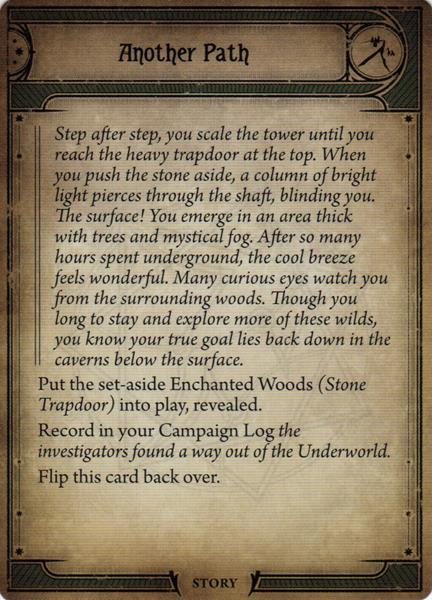 Another Path
Step after step, you scale the tower until you
reach the heavy trapdoor at the top. When
you push the stone aside, a column of bright
light pierces through the shaft, blinding you.
The surface! You emerge in an area thick
with trees and mystical fog. After so many
hours spent underground, the cool breeze
feels wonderful. Many curious eyes watch you
from the surrounding woods. Though you
long to stay and explore more of these wilds,
you know your true goal lies back down in the
caverns below the surface.
Put the set-aside Enchanted Woods (Stone
Trapdoor) into play, revealed.
Record in your Campaign Log the
investigators found a way out of the Underworld.
Flip this card back over.
STORY